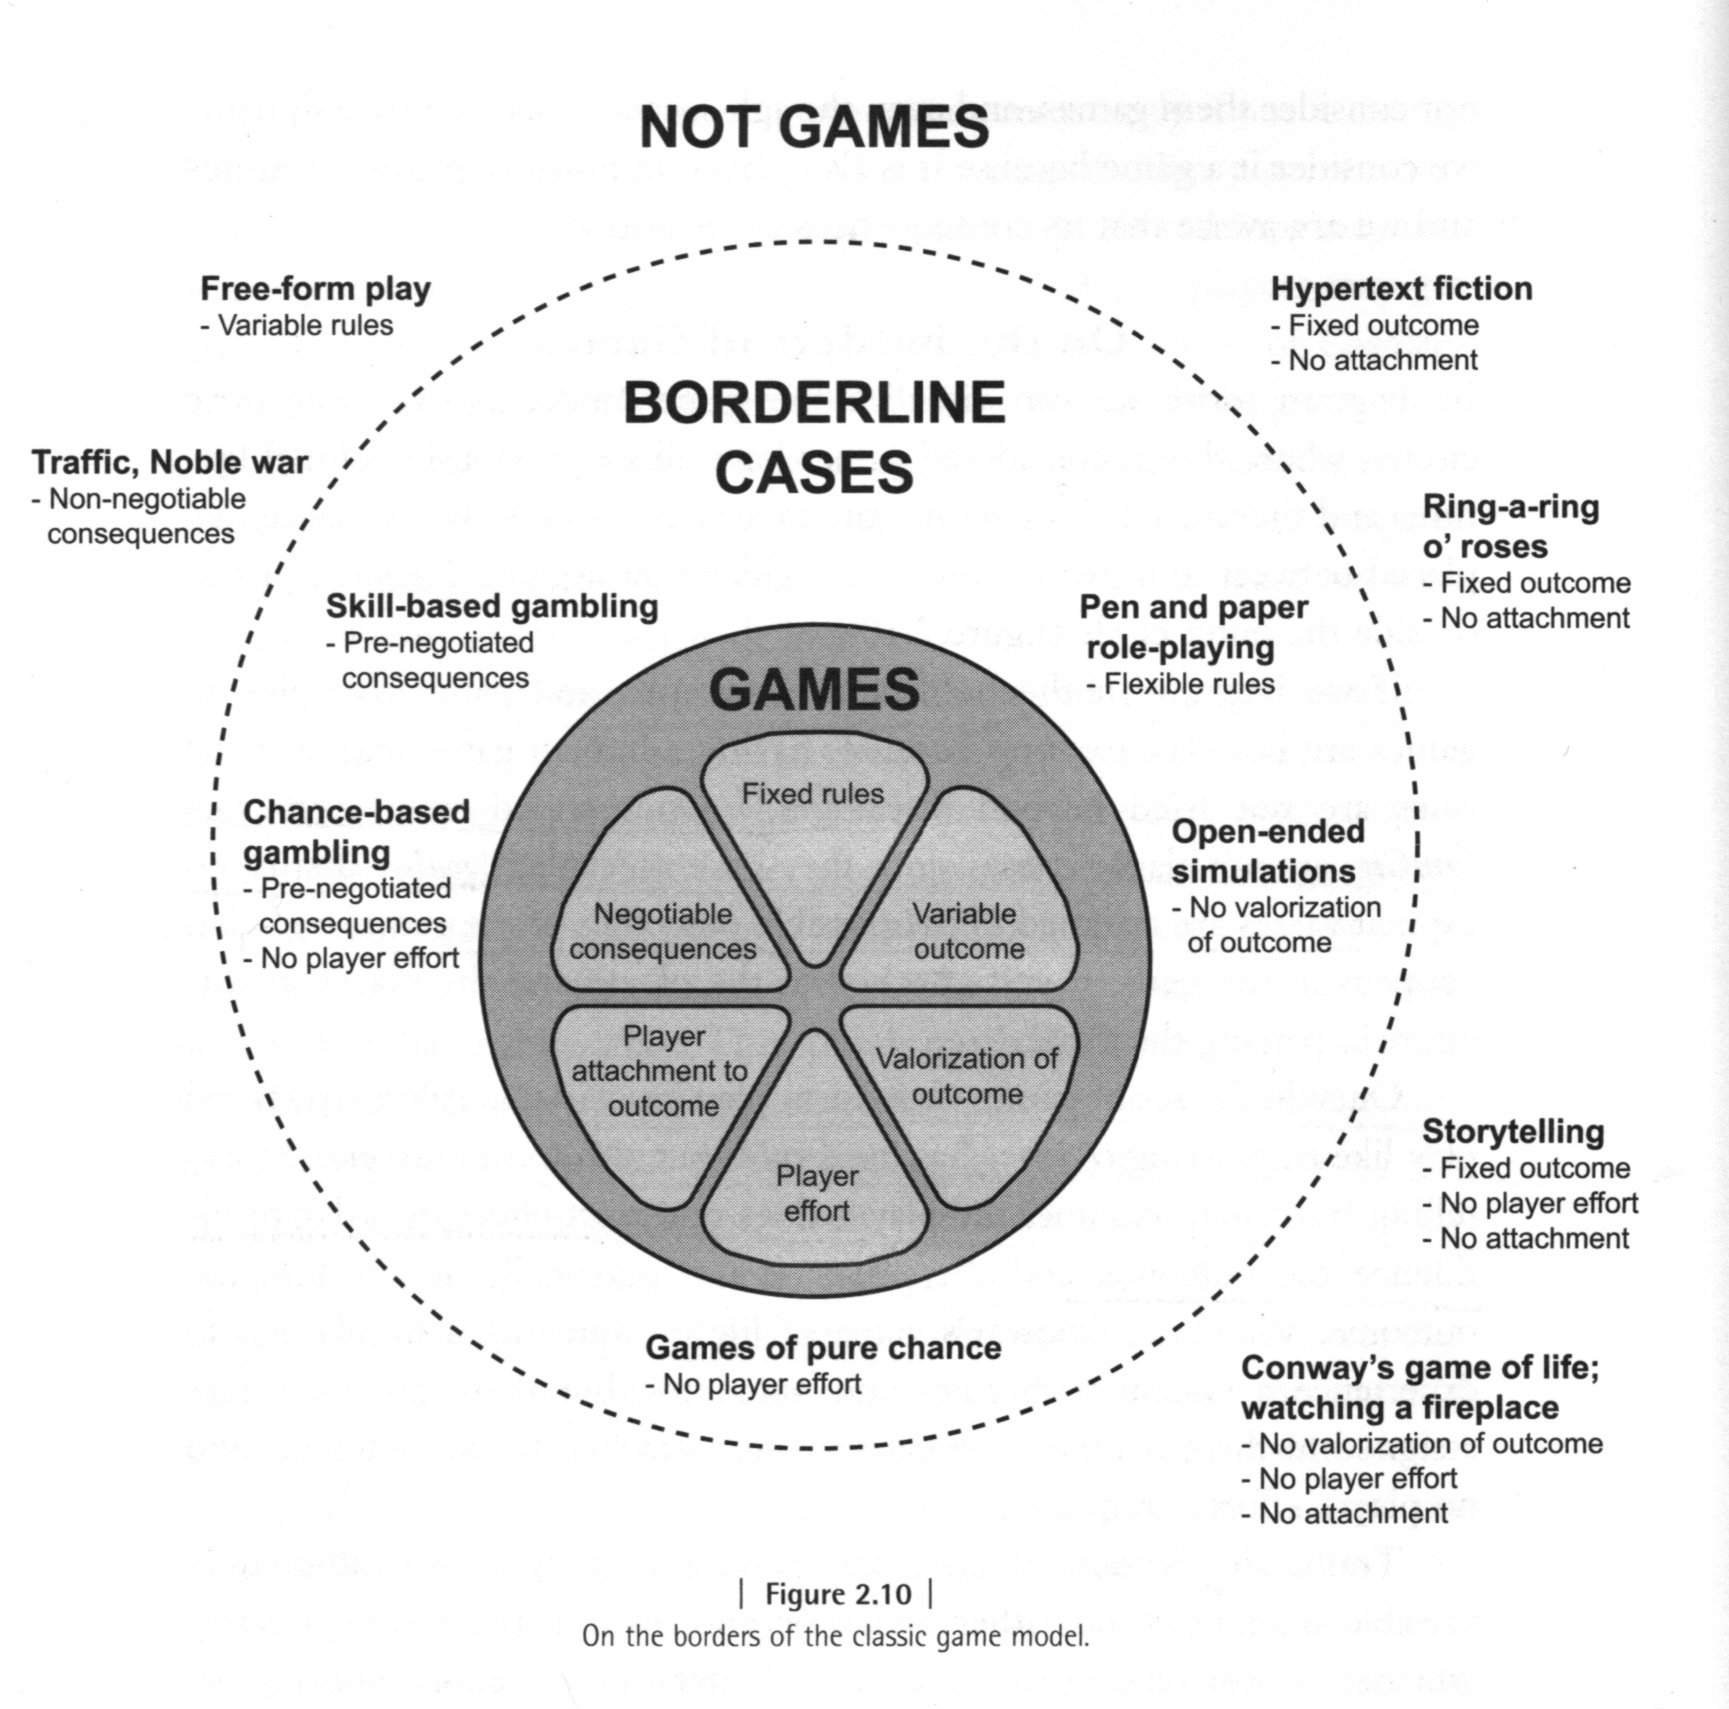 NOT GAMES
Free-form play
- Variable rules
Hypertext fiction
- Fixed outcome
- No attachment
BORDERLINE
CASES
Traffic, Noble war
- Non-negotiable
consequences
Ring-a-ring
o’ roses
- Fixed outcome
- No attachment
Skill-based gambling
- Pre-negotiated
consequences
Pen and paper
role-playing
- Flexible rules
GAMES
Fixed rules
Chance-based
gambling
- Pre-negotiated
consequences
- No player effort
Negotiable
consequences
Variable
outcome
Open-ended
simulations
- No valorization
of outcome
Player
attachment to
outcome
Valorization of
outcome
Player
effort
Storytelling
- Fixed outcome
- No player effort
- No attachment
Games of pure chance
- No player effort
Conway’s game of life;
watching a fireplace
- No valorization of outcome
- No player effort
- No attachment
| Figure 2.10 |
On the borders of the classic game model.